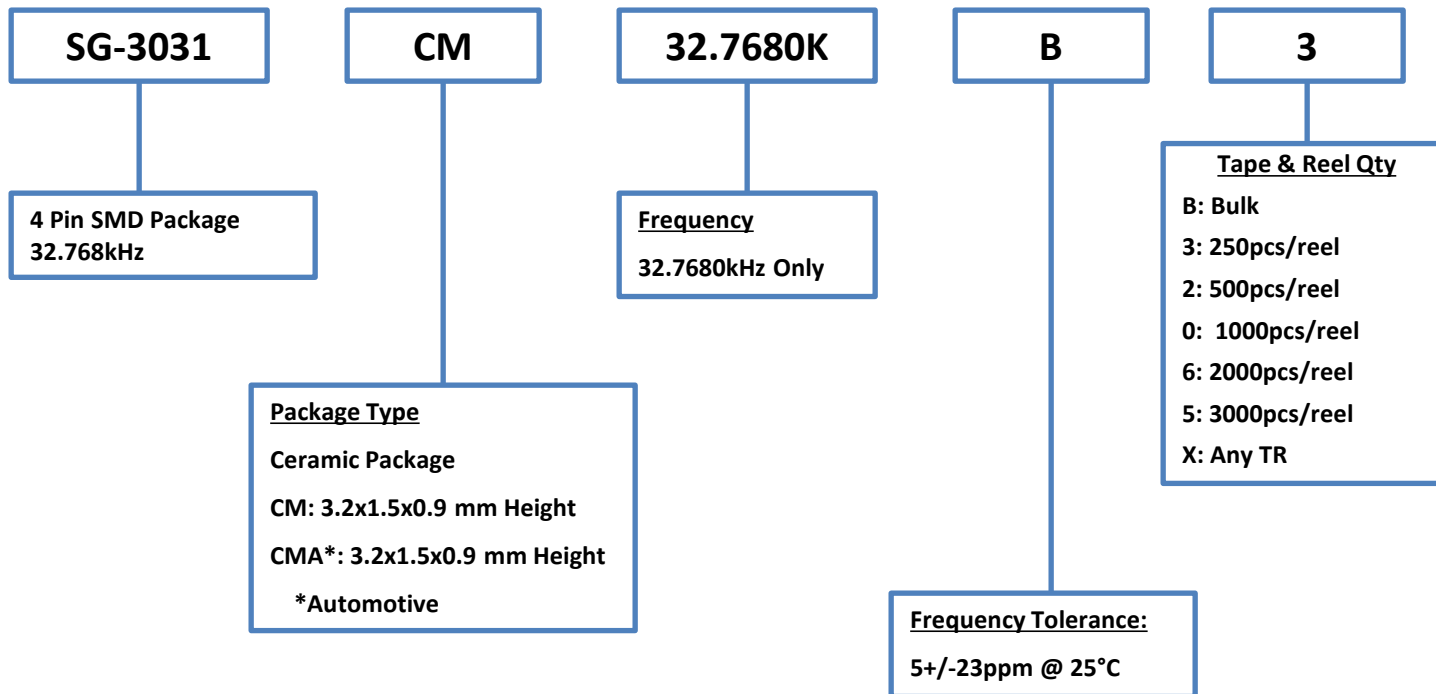 SG-3031
CM
32.7680K
B
3
4 Pin SMD Package
32.768kHz
Frequency
32.7680kHz Only
Tape & Reel Qty
B: Bulk
3: 250pcs/reel
2: 500pcs/reel
0:  1000pcs/reel
6: 2000pcs/reel
5: 3000pcs/reel
X: Any TR
Package Type
Ceramic Package
CM: 3.2x1.5x0.9 mm Height
CMA*: 3.2x1.5x0.9 mm Height
*Automotive
Frequency Tolerance:
5+/-23ppm @ 25°C